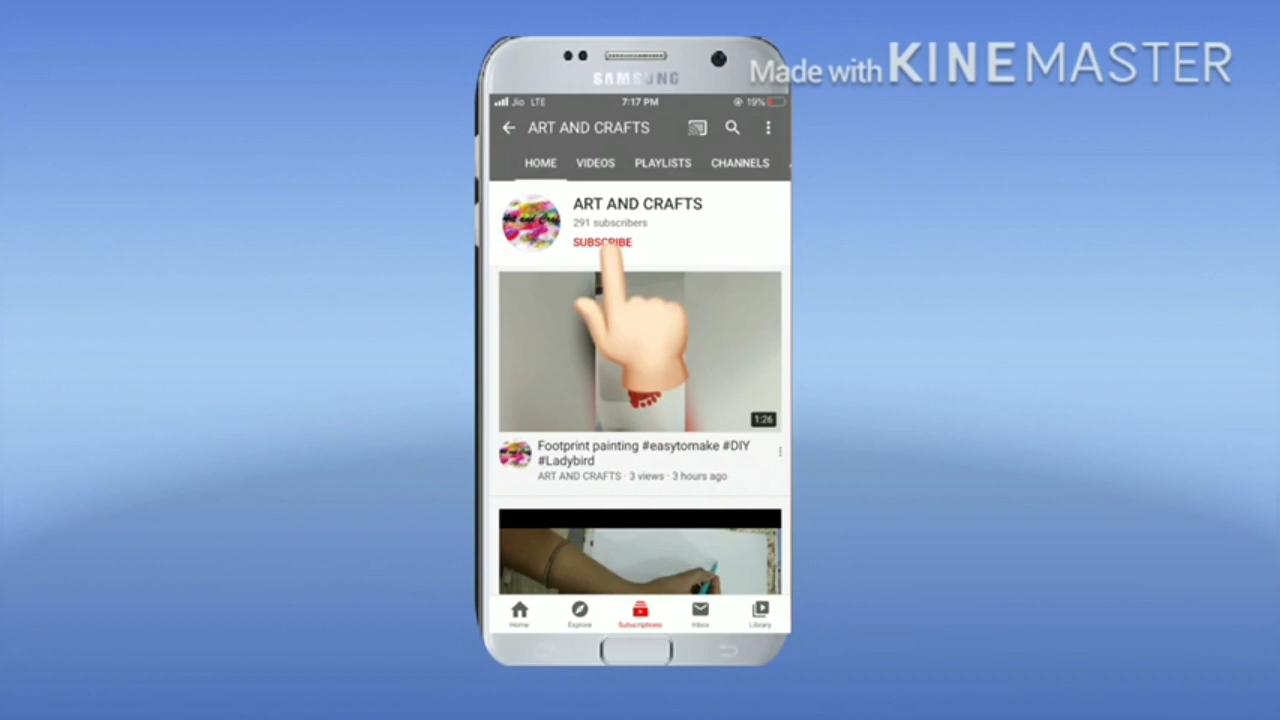 Made with KINEMASTER
SAMSUNG
Jio LTE 7:17 PM 19%
ART AND CRAFTS
HOME VIDEOS PLAYLISTS CHANNELS
ART AND CRAFTS
291 subscribers
SUBSCRIBE
1:26
Footprint painting #easytomake #DIY
#Ladybird
ART AND CRAFTS · 3 views · 3 hours ago
Home Explore Subscriptions Inbox Library